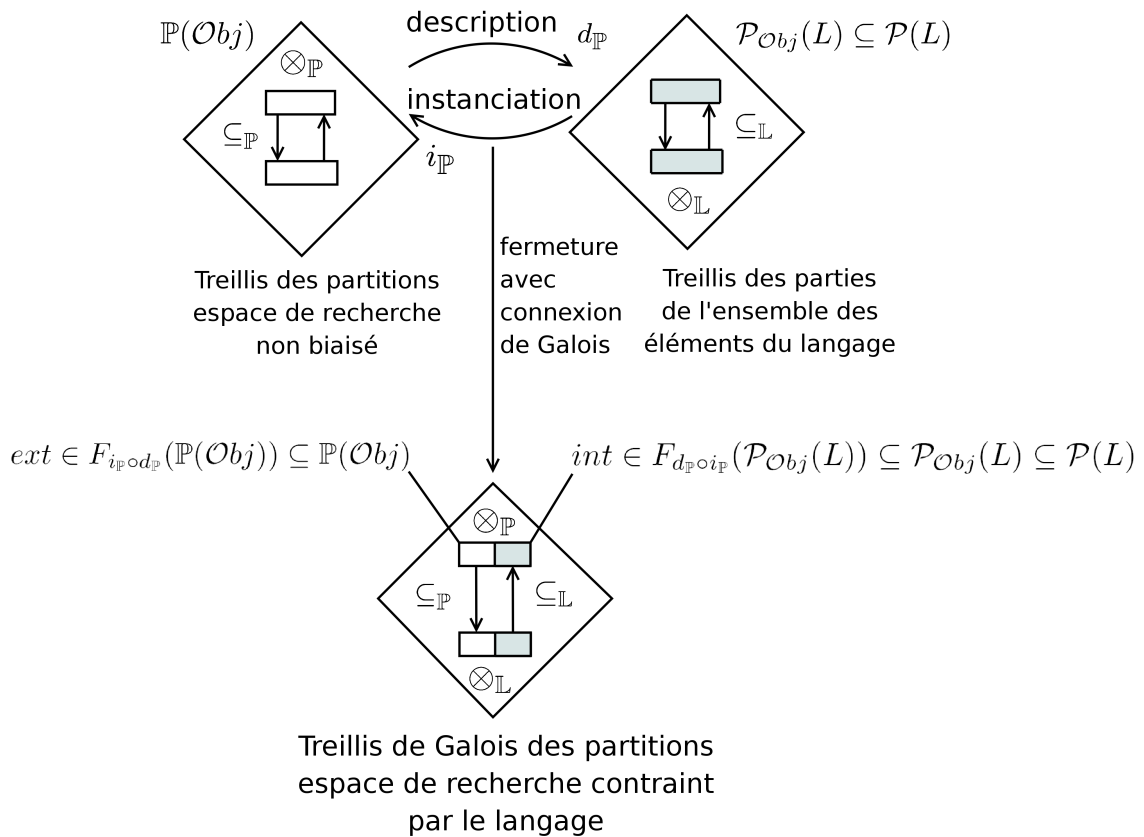 ℙ(𝒪bj)
description
d_ℙ
𝒫_𝒪bj(L) ⊆ 𝒫(L)
⊗_ℙ
instanciation
⊆_ℙ
⊆_𝕃
i_ℙ
⊗_𝕃
Treillis des partitions
espace de recherche
non biaisé
fermeture
avec
connexion
de Galois
Treillis des parties
de l'ensemble des
éléments du langage
ext ∈ F_{i_ℙ∘d_ℙ}(ℙ(𝒪bj)) ⊆ ℙ(𝒪bj)
int ∈ F_{d_ℙ∘i_ℙ}(𝒫_𝒪bj(L)) ⊆ 𝒫_𝒪bj(L) ⊆ 𝒫(L)
⊗_ℙ
⊆_ℙ
⊆_𝕃
⊗_𝕃
Treillis de Galois des partitions
espace de recherche contraint
par le langage